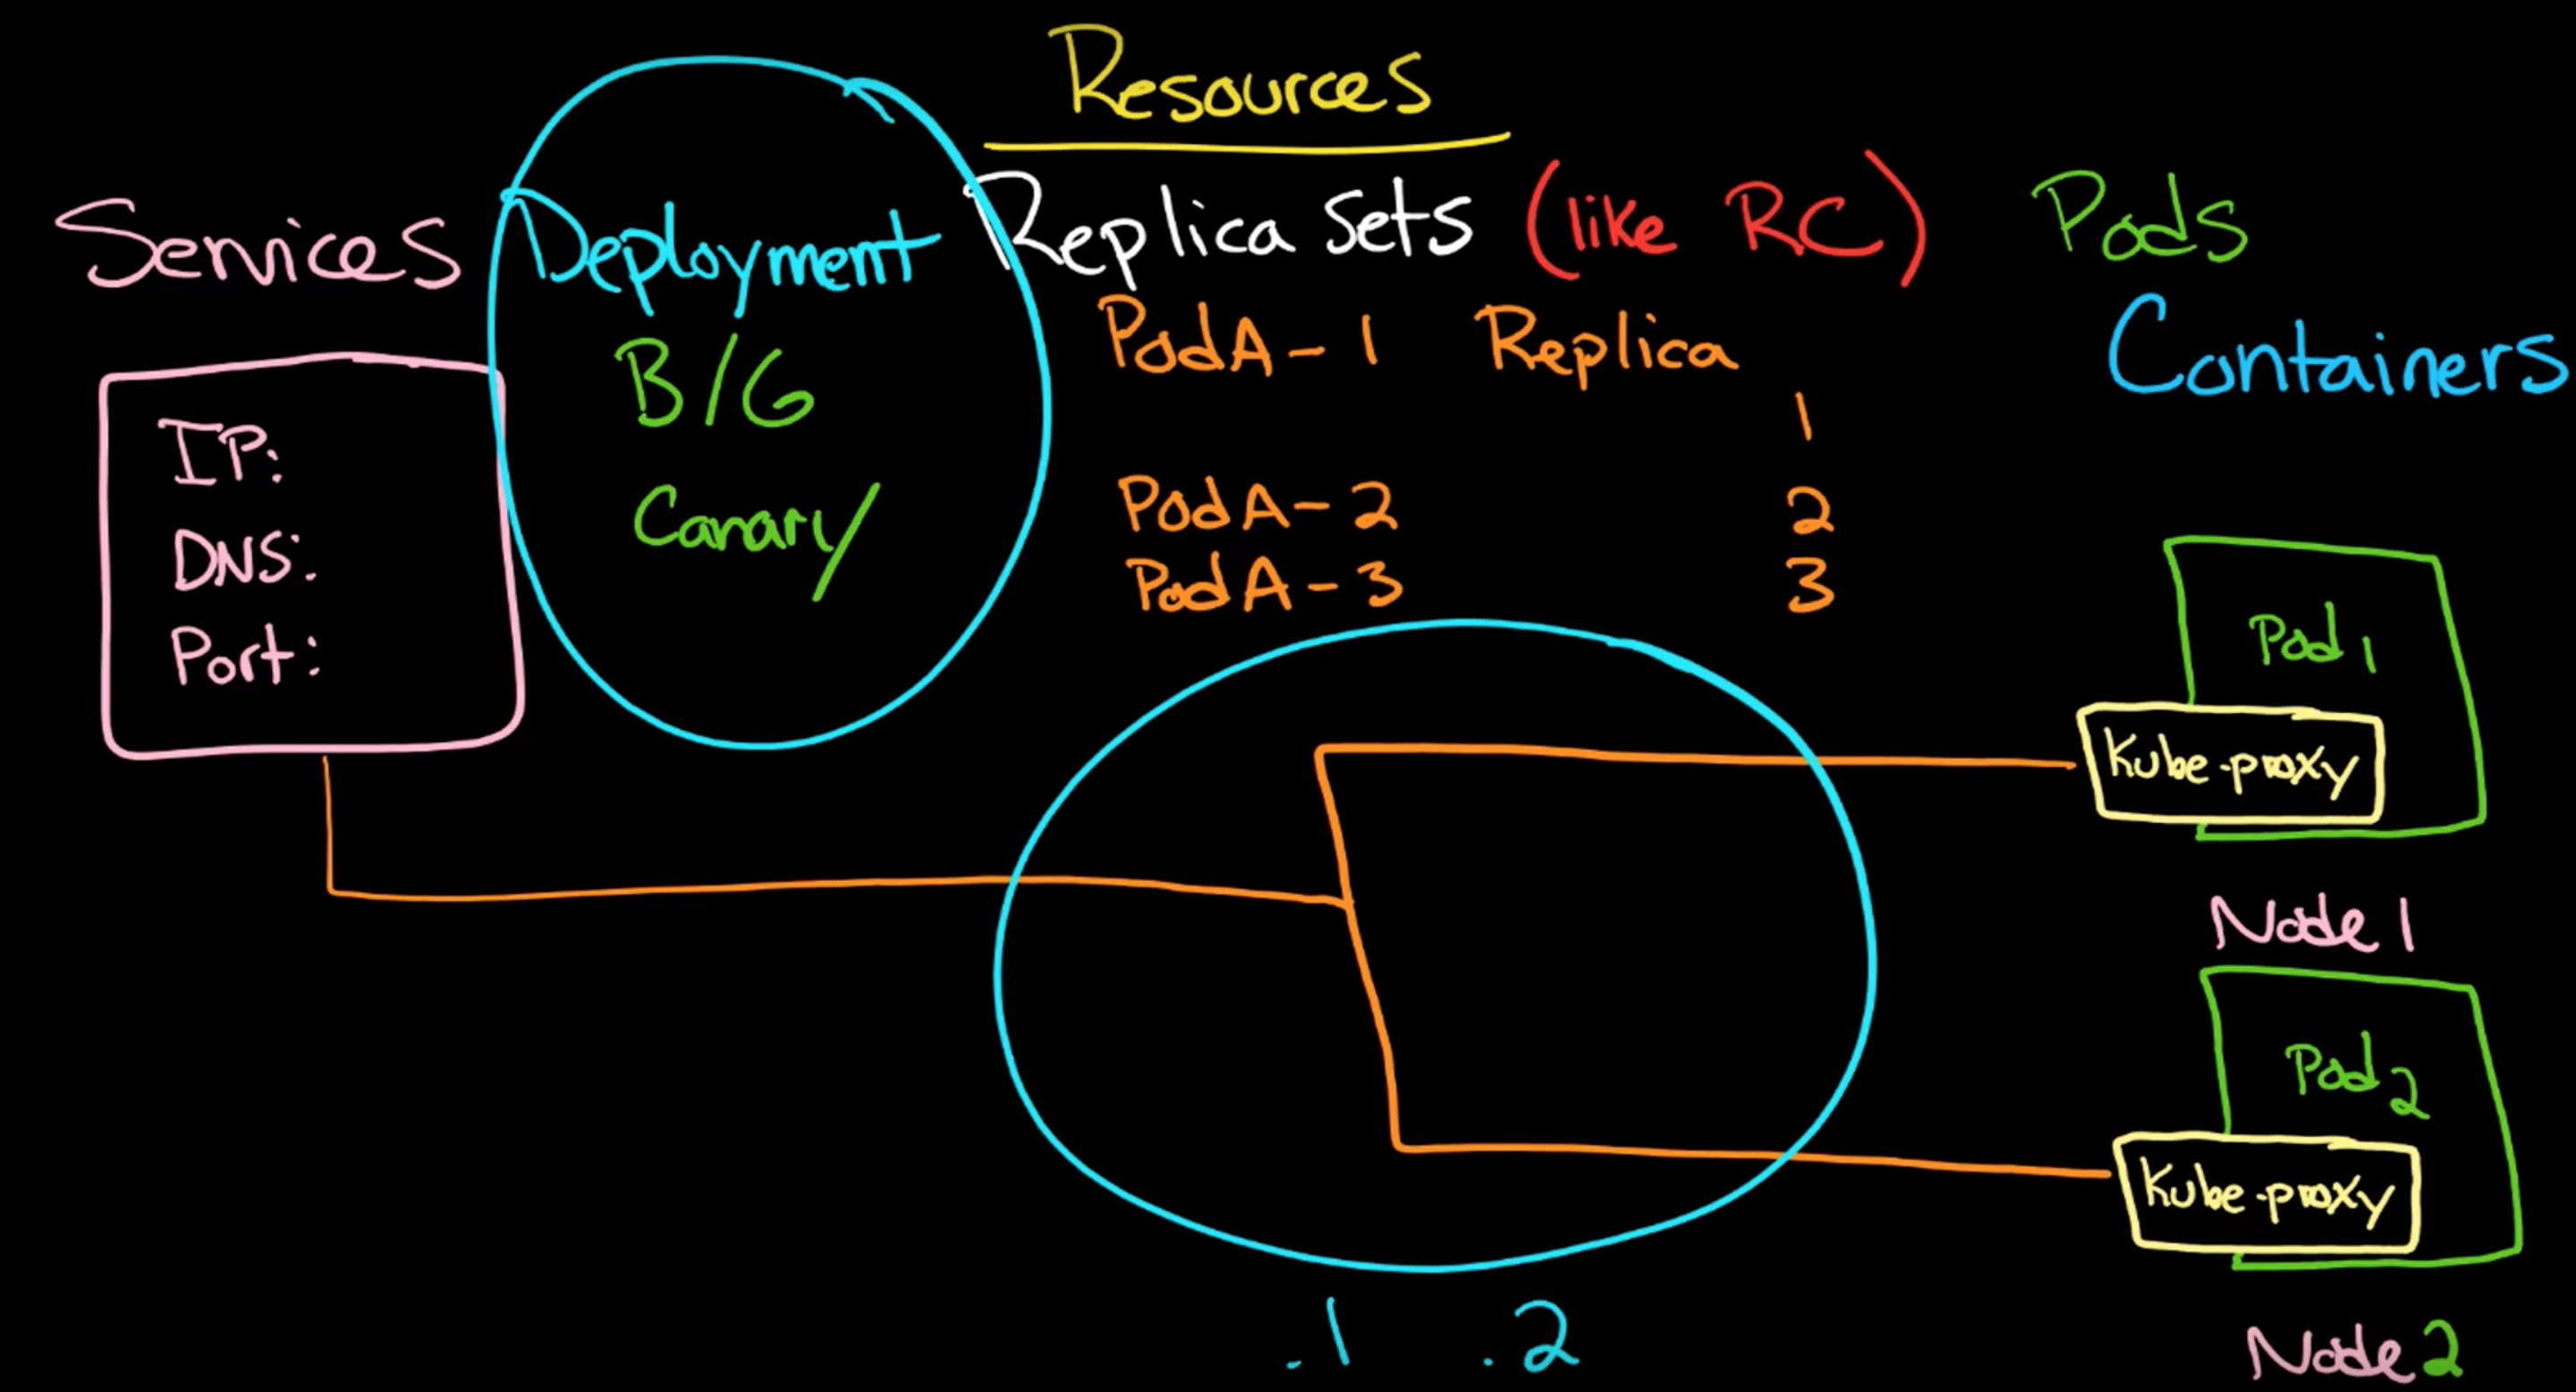 Resources
Services
Deployment
Replica Sets (like RC)
Pods
Containers
B/G
Canary/
PodA-1 Replica
1
PodA-2 2
PodA-3 3
IP:
DNS:
Port:
Pod 1
Kube-proxy
Node 1
Pod 2
Kube-proxy
Node 2
.1 .2